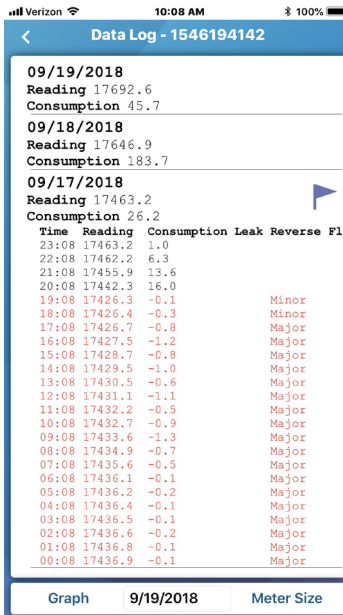 Verizon 10:08 AM 100%
Data Log - 1546194142
09/19/2018
Reading 17692.6
Consumption 45.7
09/18/2018
Reading 17646.9
Consumption 183.7
09/17/2018
Reading 17463.2
Consumption 26.2
Time Reading Consumption Leak Reverse Fl
23:08 17463.2 1.0
22:08 17462.2 6.3
21:08 17455.9 13.6
20:08 17442.3 16.0
19:08 17426.3 -0.1 Minor
18:08 17426.4 -0.3 Minor
17:08 17426.7 -0.8 Major
16:08 17427.5 -1.2 Major
15:08 17428.7 -0.8 Major
14:08 17429.5 -1.0 Major
13:08 17430.5 -0.6 Major
12:08 17431.1 -1.1 Major
11:08 17432.2 -0.5 Major
10:08 17432.7 -0.9 Major
09:08 17433.6 -1.3 Major
08:08 17434.9 -0.7 Major
07:08 17435.6 -0.5 Major
06:08 17436.1 -0.1 Major
05:08 17436.2 -0.2 Major
04:08 17436.4 -0.1 Major
03:08 17436.5 -0.1 Major
02:08 17436.6 -0.2 Major
01:08 17436.8 -0.1 Major
00:08 17436.9 -0.1 Major
Graph 9/19/2018 Meter Size